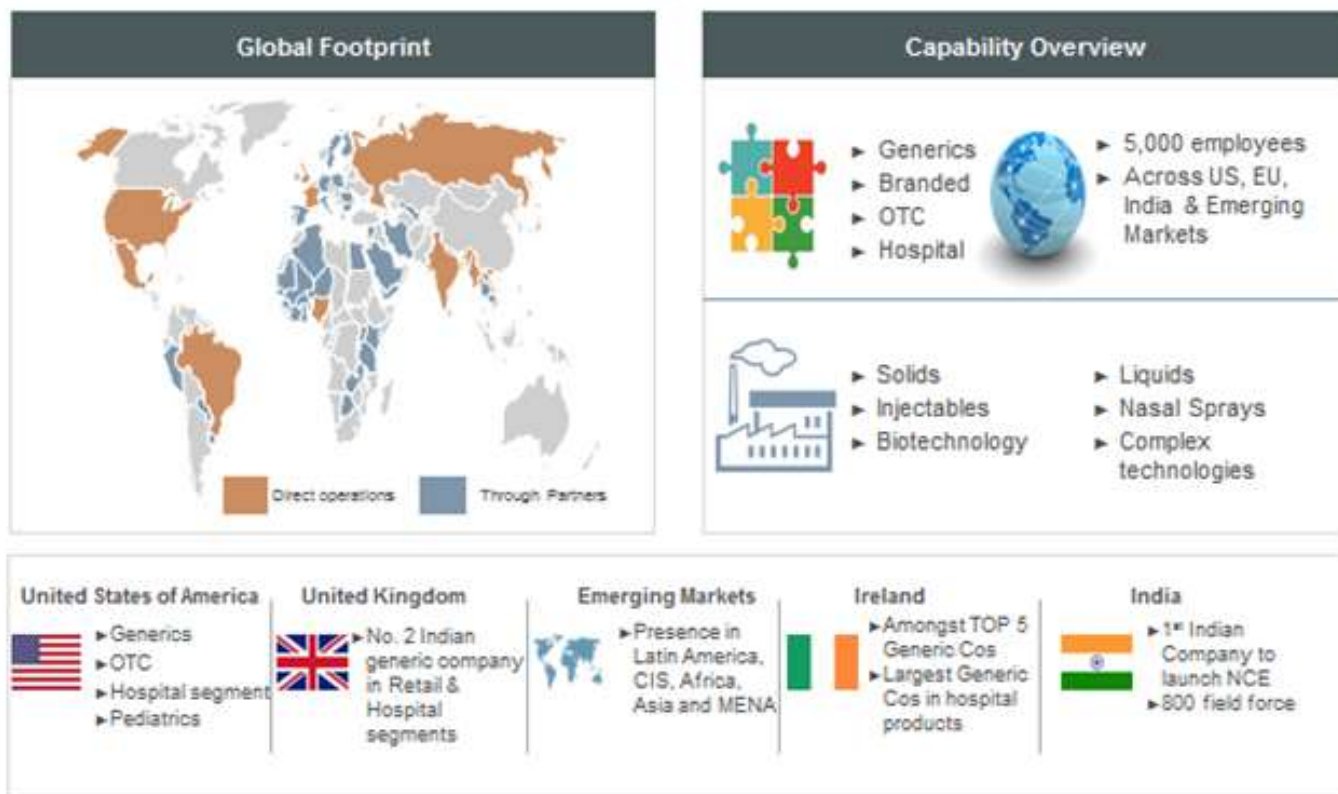 Global Footprint
Direct operations
Through Partners
Capability Overview
► Generics
► Branded
► OTC
► Hospital
► 5,000 employees
► Across US, EU,
India & Emerging
Markets
► Solids
► Injectables
► Biotechnology
► Liquids
► Nasal Sprays
► Complex
technologies
United States of America
►Generics
►OTC
►Hospital segment
►Pediatrics
United Kingdom
►No. 2 Indian
generic company
in Retail &
Hospital
segments
Emerging Markets
►Presence in
Latin America,
CIS, Africa,
Asia and MENA
Ireland
►Amongst TOP 5
Generic Cos
►Largest Generic
Cos in hospital
products
India
►1st Indian
Company to
launch NCE
►800 field force